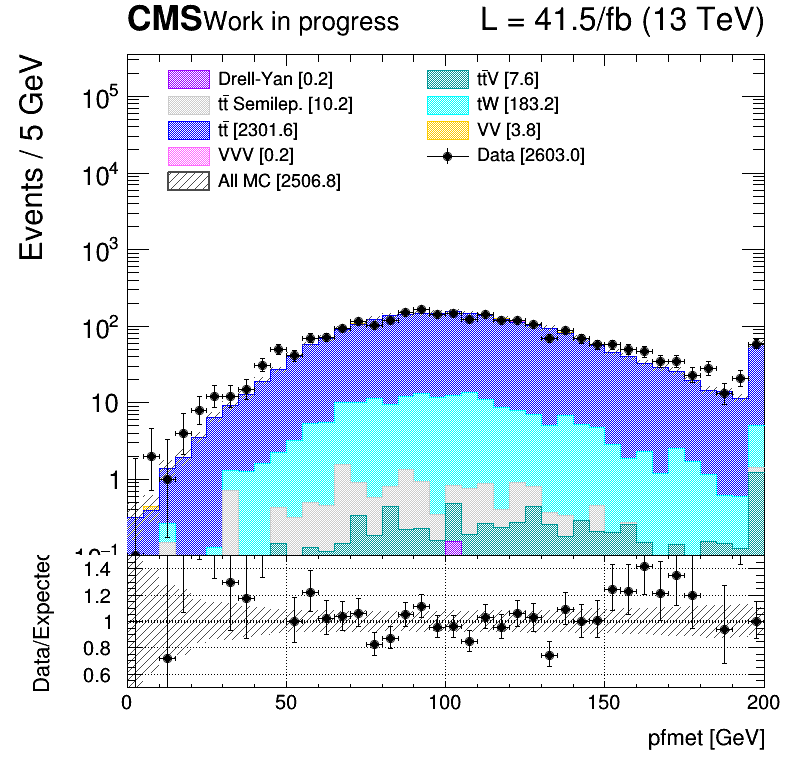 CMS Work in progress L = 41.5/fb (13 TeV)
Events / 5 GeV
Drell-Yan [0.2]
tt̄ Semilep. [10.2]
tt̄ [2301.6]
VVV [0.2]
All MC [2506.8]
tt̄V [7.6]
tW [183.2]
VV [3.8]
Data [2603.0]
10⁵
10⁴
10³
10²
10
1
10⁻¹
Data/Expected
1.4
1.2
1
0.8
0.6
0 50 100 150 200
pfmet [GeV]